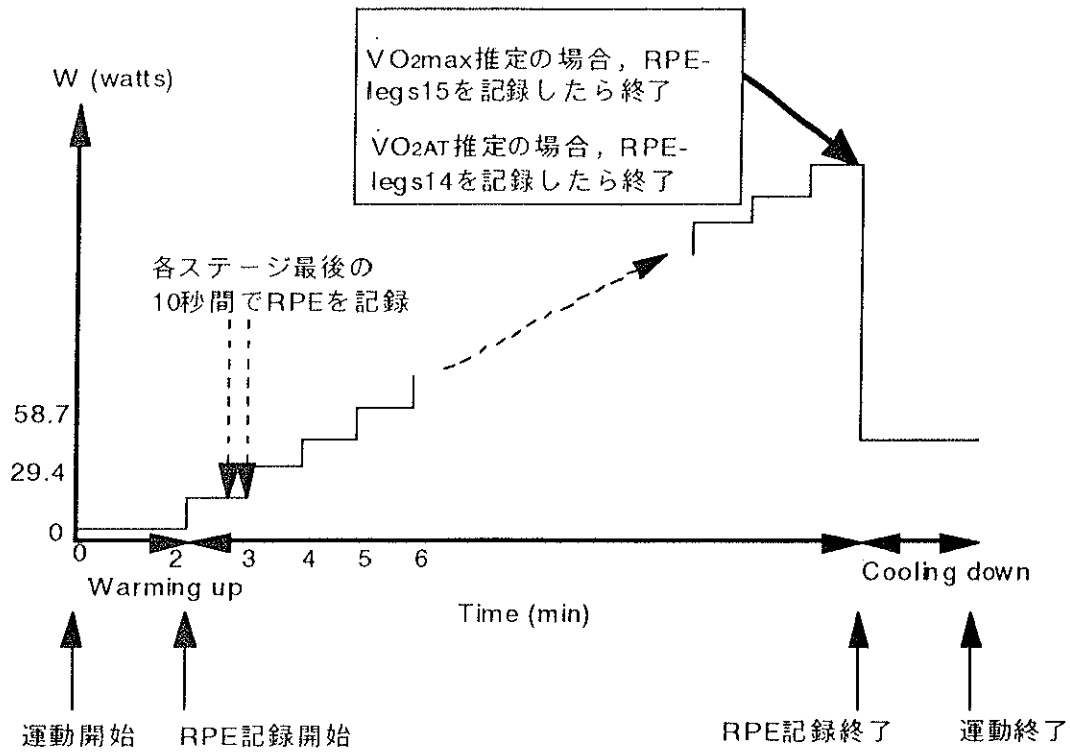 V̇O2max推定の場合，RPE-
legs15を記録したら終了
V̇O2AT推定の場合，RPE-
legs14を記録したら終了
W (watts)
各ステージ最後の
10秒間でRPEを記録
58.7
29.4
0
0 2 3 4 5 6
Warming up
Cooling down
Time (min)
運動開始
RPE記録開始
RPE記録終了
運動終了